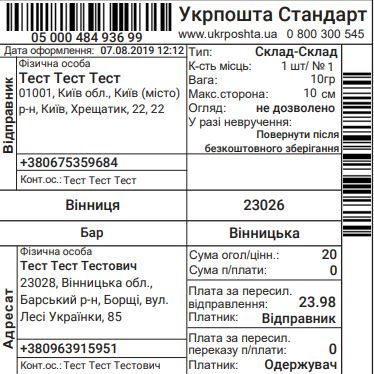 05 000 484 936 99
Дата оформлення: 07.08.2019 12:12
Укрпошта Стандарт
www.ukrposhta.ua 0 800 300 545
Відправник
Фізична особа
Тест Тест Тест
01001, Київ обл., Київ (місто)
р-н, Київ, Хрещатик, 22, 22
+380675359684
Конт.ос.: Тест Тест Тест
Тип: Склад-Склад
К-сть місць: 1 шт/ №1
Вага: 10гр
Макс.сторона: 10 см
Огляд: не дозволено
У разі невручення:
Повернути після
безкоштовного зберігання
Вінниця 23026
Бар Вінницька
Адресат
Фізична особа
Тест Тест Тестович
23028, Вінницька обл.,
Барський р-н, Борщі, вул.
Лесі Українки, 85
+380963915951
Конт.ос.: Тест Тест Тестович
Сума огол/цінн.: 20
Сума п/плати: 0
Плата за пересил.
відправлення: 23.98
Платник: Відправник
Плата за пересил.
переказу п/плати: 0
Платник: Одержувач